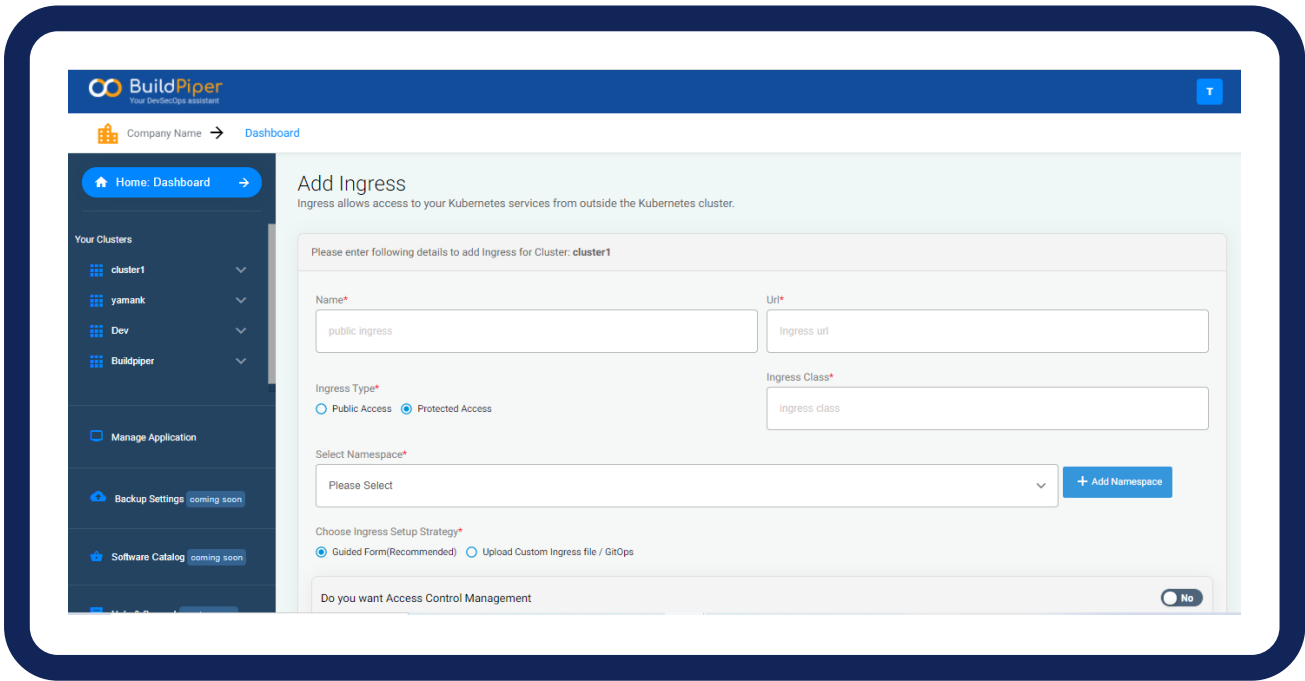 BuildPiper
Your DevSecOps assistant
T
Company Name
Dashboard
Home: Dashboard
Your Clusters
cluster1
yamank
Dev
Buildpiper
Manage Application
Backup Settings coming soon
Software Catalog coming soon
Add Ingress
Ingress allows access to your Kubernetes services from outside the Kubernetes cluster.
Please enter following details to add Ingress for Cluster: cluster1
Name* Url*
public ingress Ingress url
Ingress Type* Ingress Class*
Public Access Protected Access ingress class
Select Namespace*
Please Select + Add Namespace
Choose Ingress Setup Strategy*
Guided Form(Recommended) Upload Custom Ingress file / GitOps
Do you want Access Control Management No